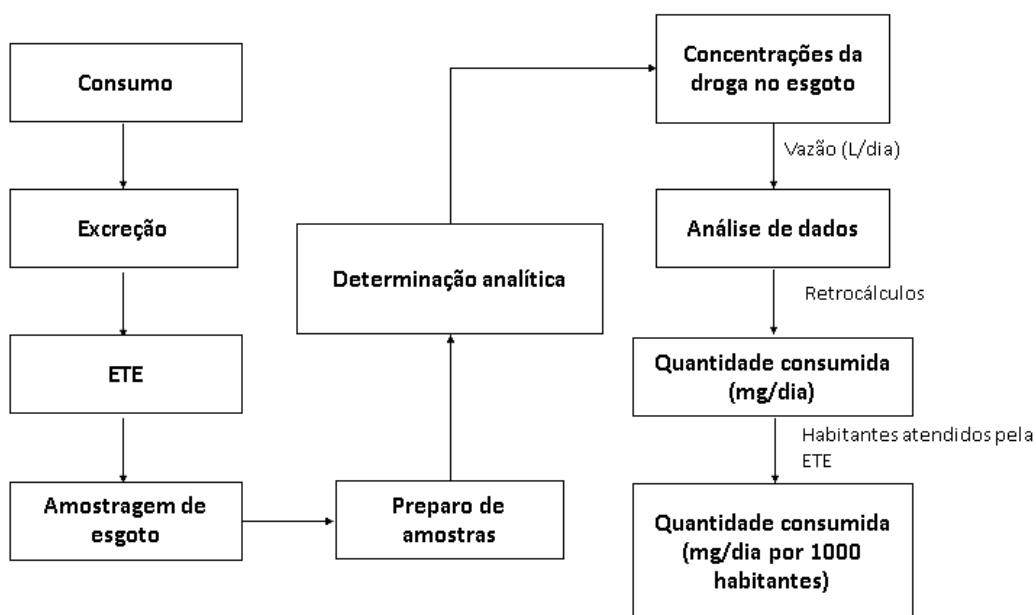 Consumo
Excreção
ETE
Amostragem de
esgoto
Preparo de
amostras
Determinação analítica
Concentrações da
droga no esgoto
Vazão (L/dia)
Análise de dados
Retrocálculos
Quantidade consumida
(mg/dia)
Habitantes atendidos pela
ETE
Quantidade consumida
(mg/dia por 1000
habitantes)